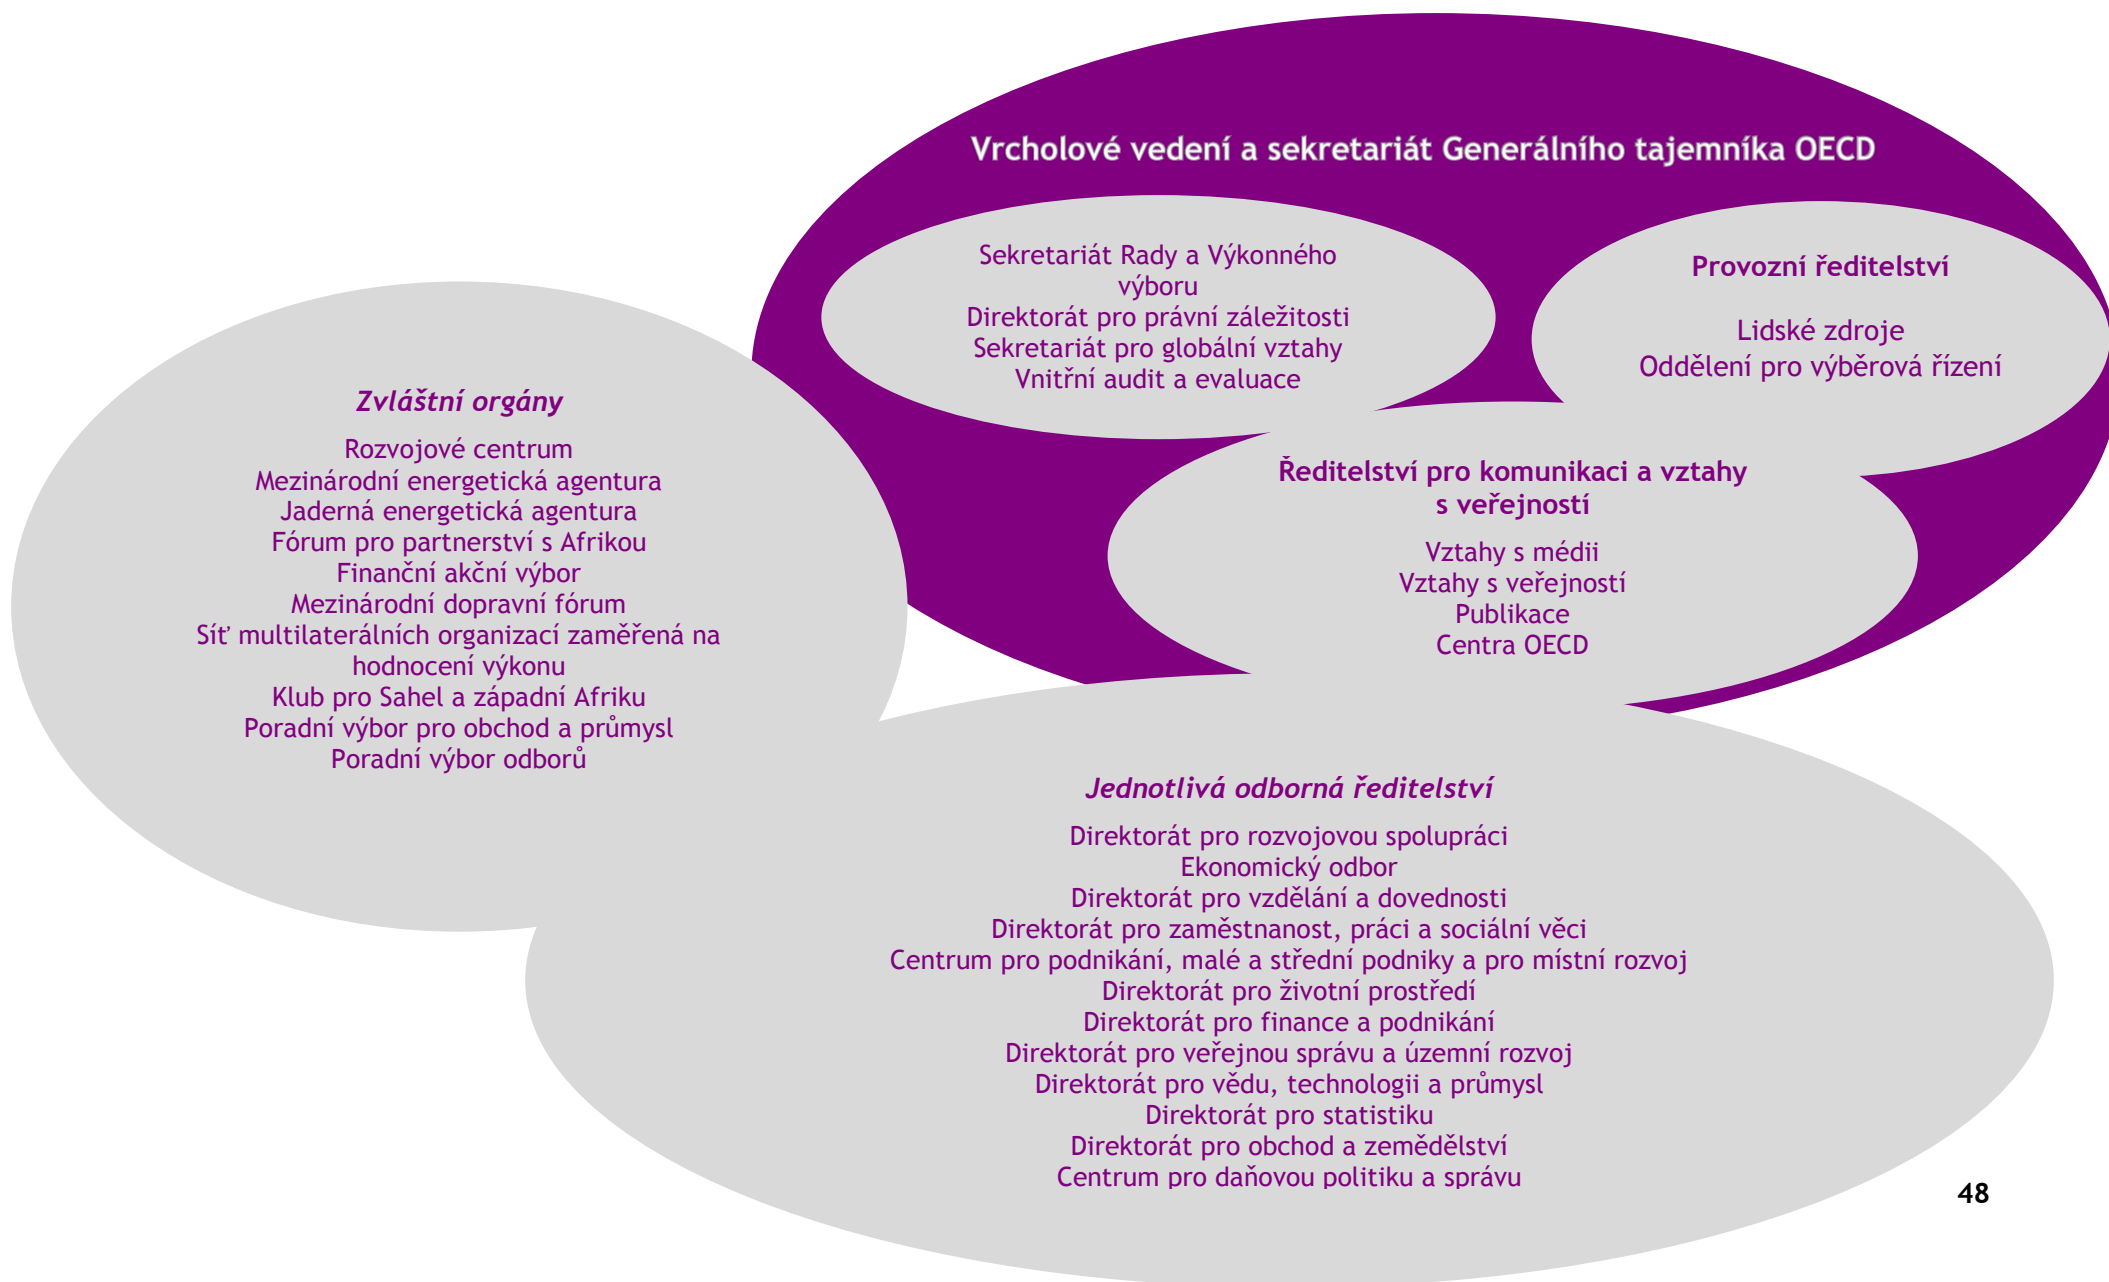 Vrcholové vedení a sekretariát Generálního tajemníka OECD
Sekretariát Rady a Výkonného
výboru
Direktorát pro právní záležitosti
Sekretariát pro globální vztahy
Vnitřní audit a evaluace
Provozní ředitelství
Lidské zdroje
Oddělení pro výběrová řízení
Ředitelství pro komunikaci a vztahy
s veřejností
Vztahy s médii
Vztahy s veřejností
Publikace
Centra OECD
Zvláštní orgány
Rozvojové centrum
Mezinárodní energetická agentura
Jaderná energetická agentura
Fórum pro partnerství s Afrikou
Finanční akční výbor
Mezinárodní dopravní fórum
Síť multilaterálních organizací zaměřená na
hodnocení výkonu
Klub pro Sahel a západní Afriku
Poradní výbor pro obchod a průmysl
Poradní výbor odborů
Jednotlivá odborná ředitelství
Direktorát pro rozvojovou spolupráci
Ekonomický odbor
Direktorát pro vzdělání a dovednosti
Direktorát pro zaměstnanost, práci a sociální věci
Centrum pro podnikání, malé a střední podniky a pro místní rozvoj
Direktorát pro životní prostředí
Direktorát pro finance a podnikání
Direktorát pro veřejnou správu a územní rozvoj
Direktorát pro vědu, technologii a průmysl
Direktorát pro statistiku
Direktorát pro obchod a zemědělství
Centrum pro daňovou politiku a správu
48